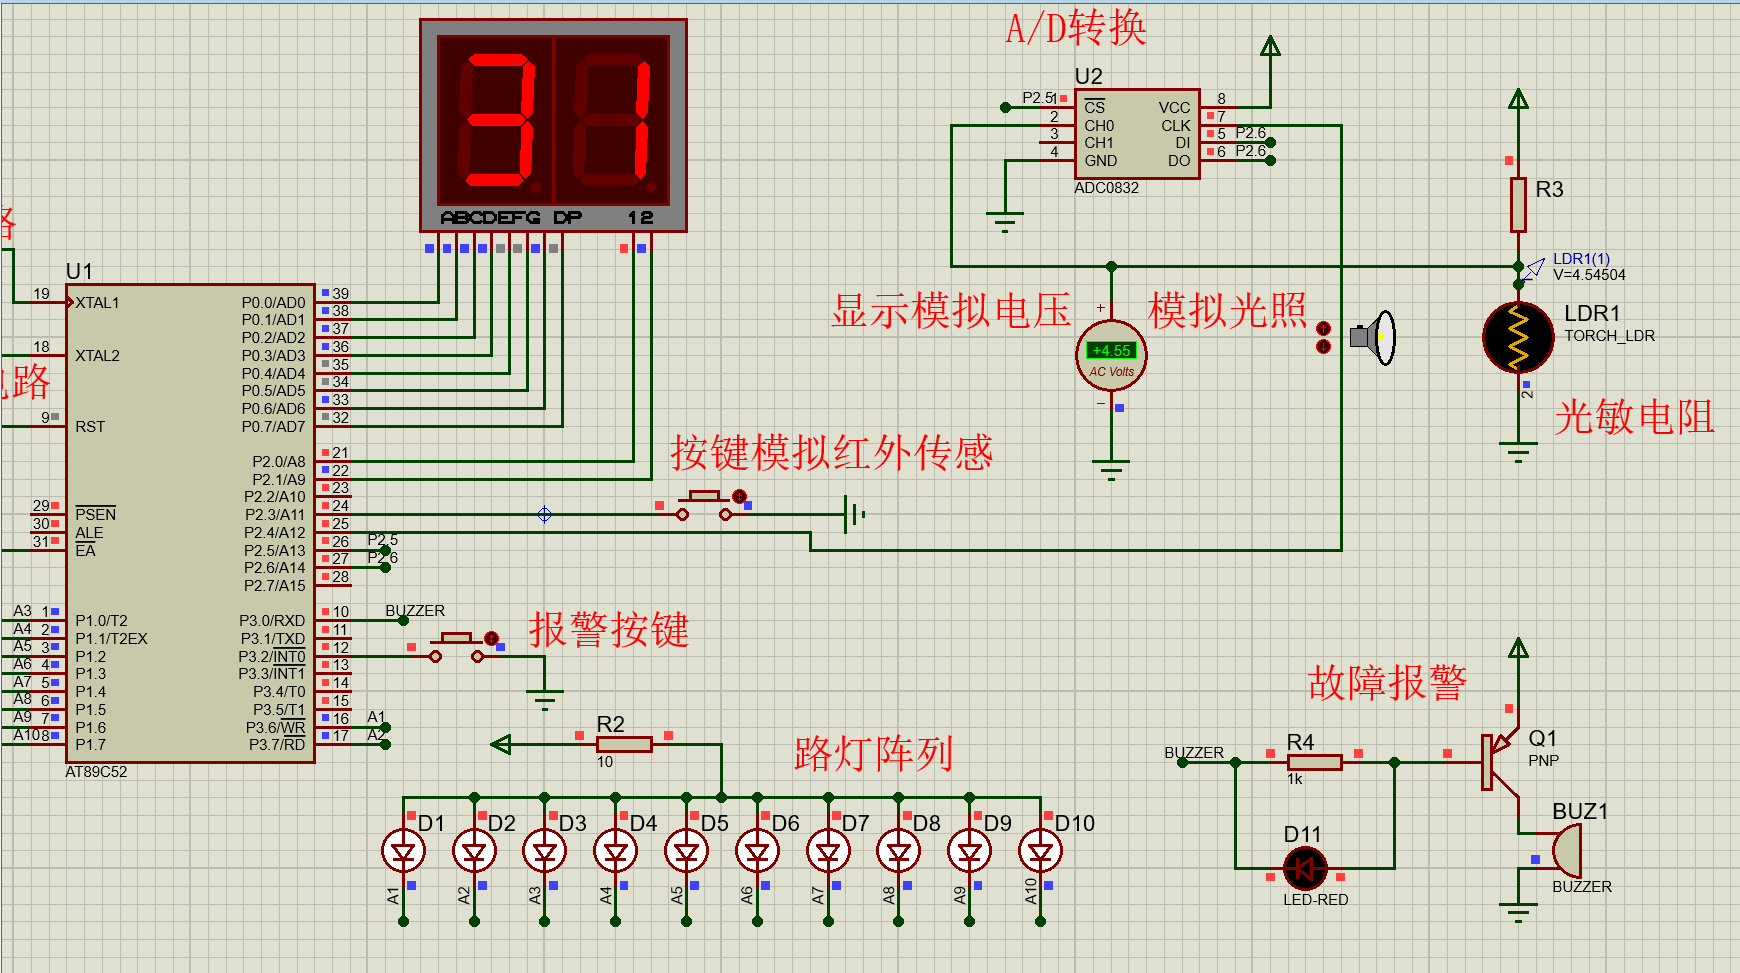 A/D转换
U2
P2.5
1
CS
VCC
8
2
CH0
CLK
7
3
CH1
DI
5
P2.6
4
GND
DO
6
P2.6
ADC0832
31
ABCDEFG DP
12
路
R3
LDR1(1)
V=4.54504
LDR1
TORCH_LDR
2
光敏电阻
显示模拟电压
模拟光照
+
+4.55
AC Volts
−
U1
19
XTAL1
18
XTAL2
电路
9
RST
29
PSEN
30
ALE
31
EA
A3 1 P1.0/T2
A4 2 P1.1/T2EX
A5 3 P1.2
A6 4 P1.3
A7 5 P1.4
A8 6 P1.5
A9 7 P1.6
A10 8 P1.7
P0.0/AD0 39
P0.1/AD1 38
P0.2/AD2 37
P0.3/AD3 36
P0.4/AD4 35
P0.5/AD5 34
P0.6/AD6 33
P0.7/AD7 32
P2.0/A8 21
P2.1/A9 22
P2.2/A10 23
P2.3/A11 24
P2.4/A12 25
P2.5/A13 26 P2.5
P2.6/A14 27 P2.6
P2.7/A15 28
P3.0/RXD 10 BUZZER
P3.1/TXD 11
P3.2/INT0 12
P3.3/INT1 13
P3.4/T0 14
P3.5/T1 15
P3.6/WR 16 A1
P3.7/RD 17 A2
AT89C52
按键模拟红外传感
报警按键
R2
10
路灯阵列
D1 D2 D3 D4 D5 D6 D7 D8 D9 D10
A1 A2 A3 A4 A5 A6 A7 A8 A9 A10
故障报警
BUZZER
R4
1k
Q1
PNP
D11
LED-RED
BUZ1
BUZZER